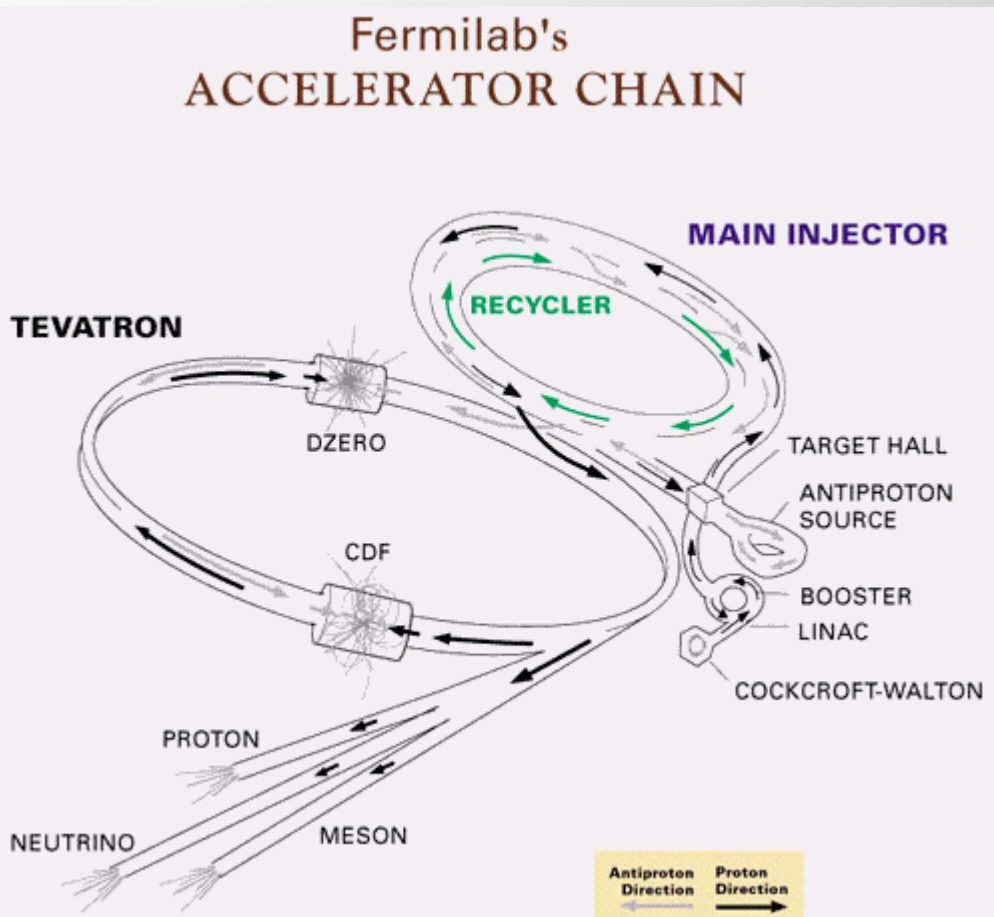 Fermilab's
ACCELERATOR CHAIN
MAIN INJECTOR
RECYCLER
TEVATRON
DZERO
TARGET HALL
ANTIPROTON
SOURCE
CDF
BOOSTER
LINAC
COCKCROFT-WALTON
PROTON
NEUTRINO
MESON
Antiproton
Direction
Proton
Direction